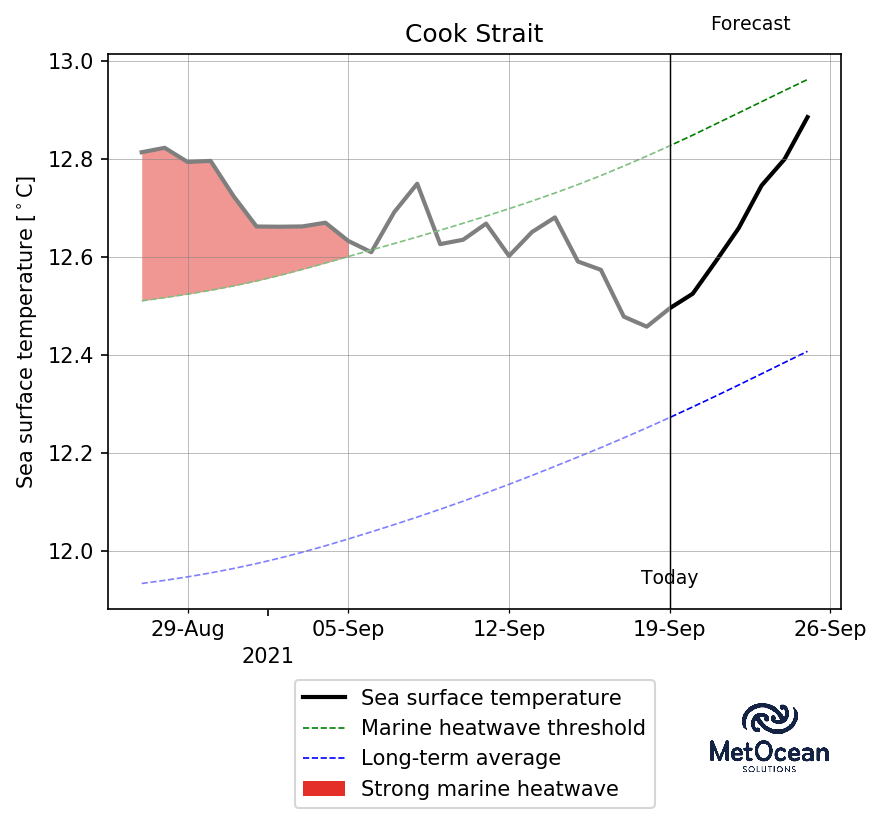 Forecast
Cook Strait
13.0
12.8
12.6
12.4
12.2
12.0
Sea surface temperature [°C]
Today
29-Aug
05-Sep
12-Sep
19-Sep
26-Sep
2021
Sea surface temperature
Marine heatwave threshold
Long-term average
Strong marine heatwave
MetOcean
SOLUTIONS